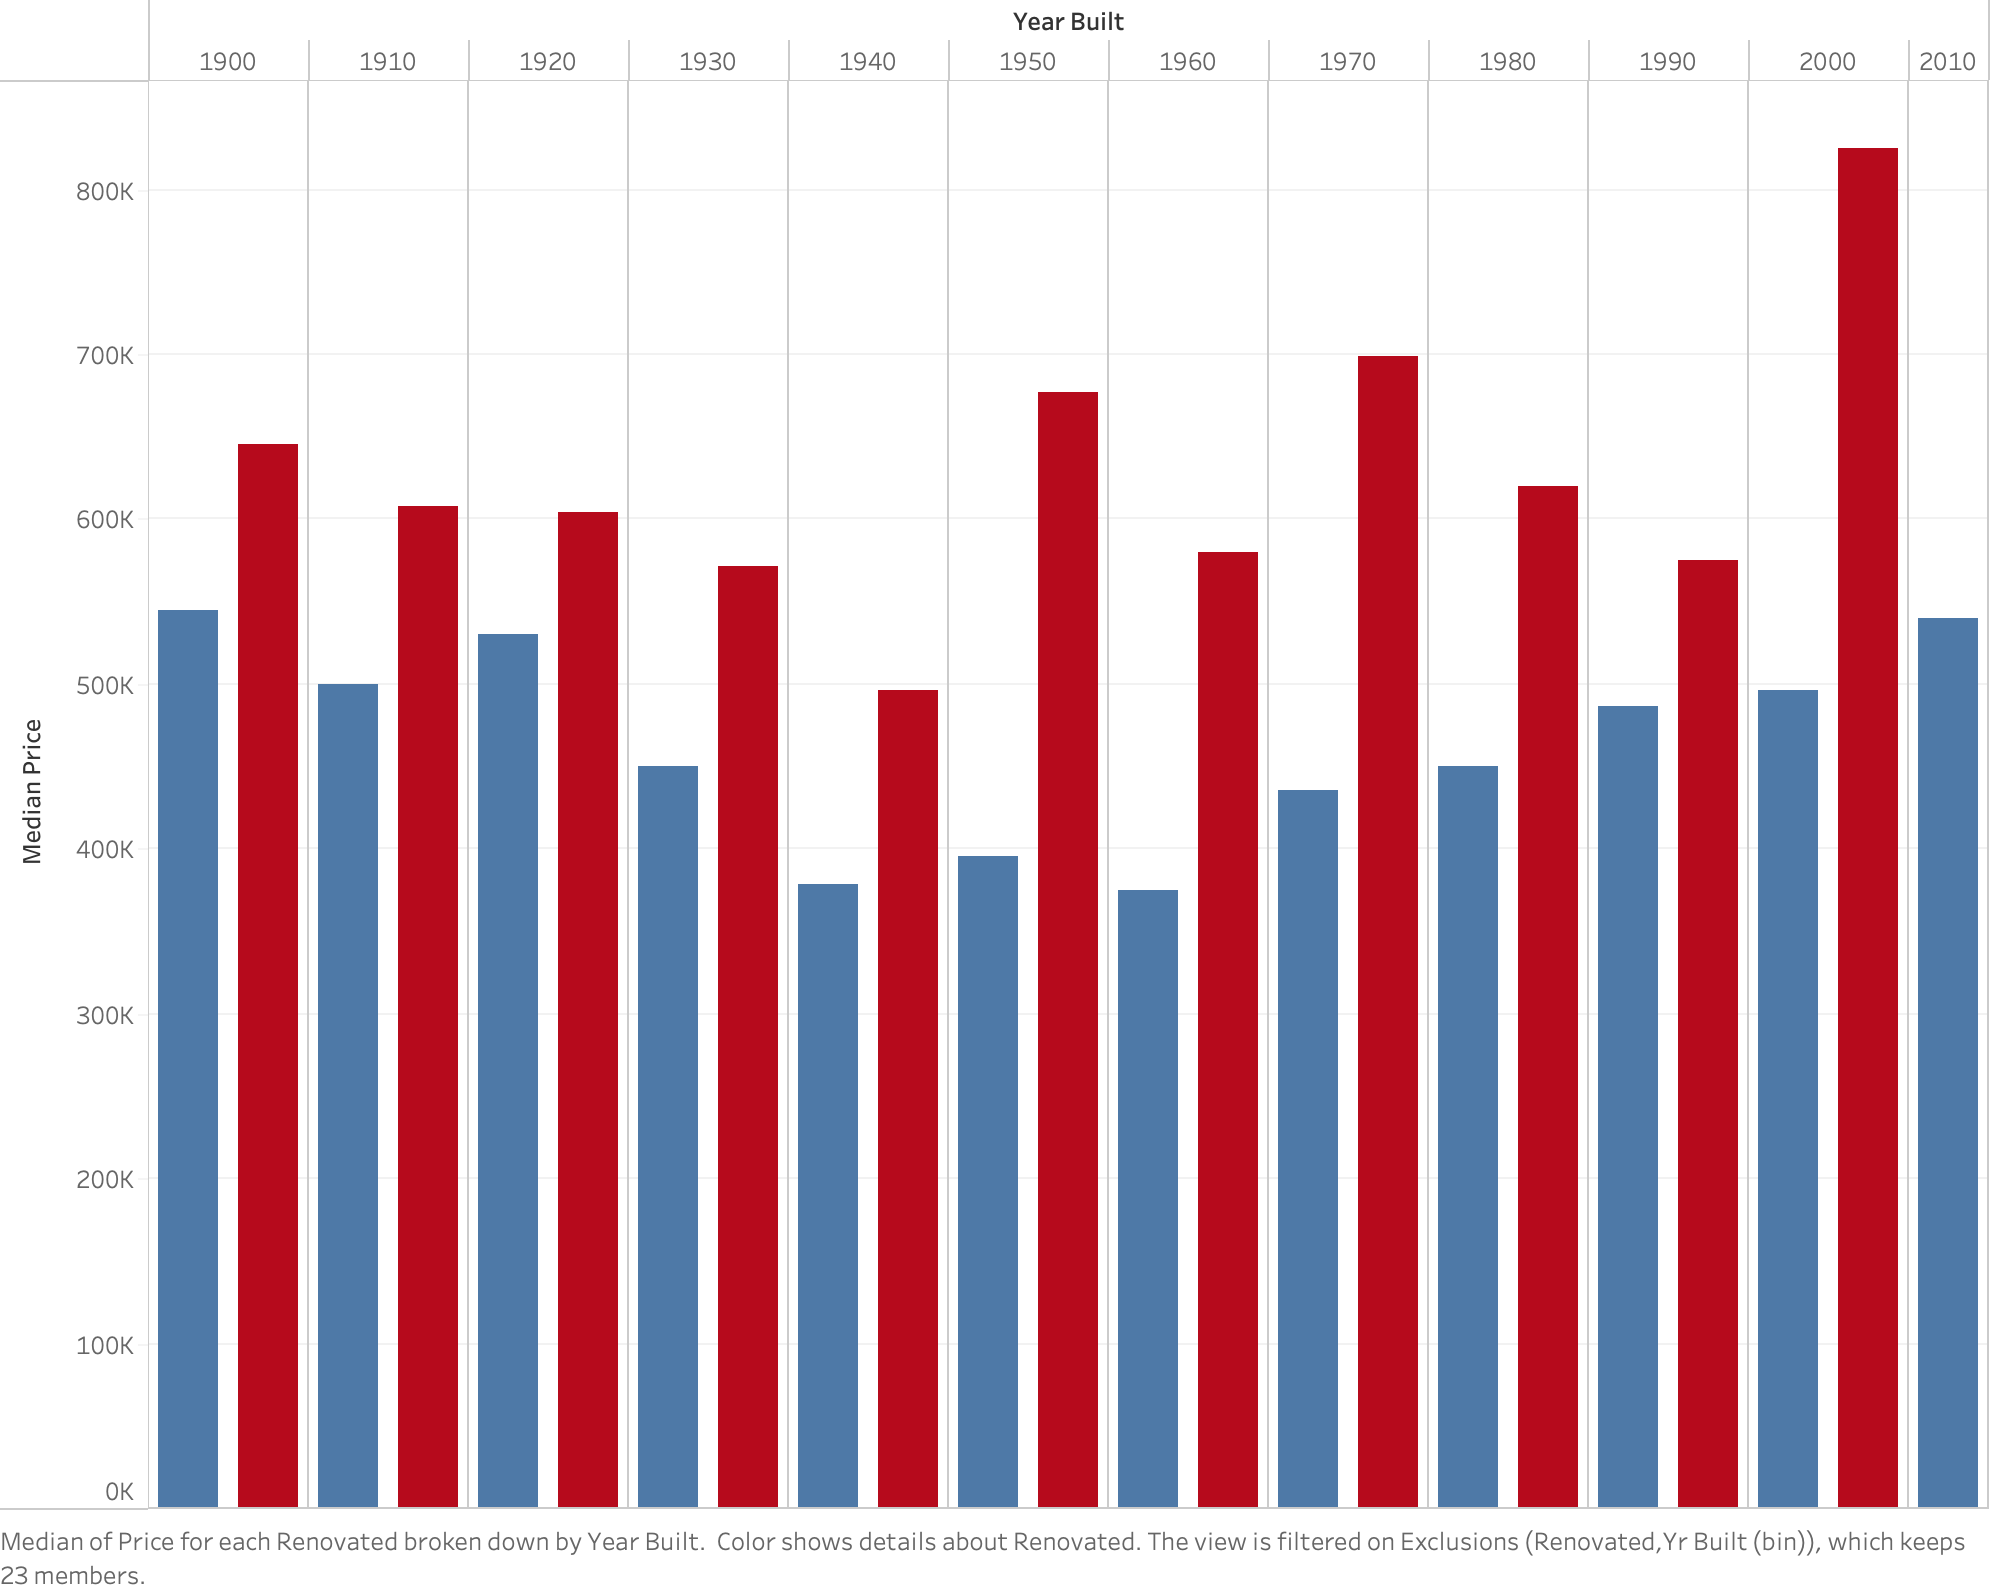 Year Built
1900 1910 1920 1930 1940 1950 1960 1970 1980 1990 2000 2010
800K
700K
600K
500K
400K
300K
200K
100K
0K
Median Price
Median of Price for each Renovated broken down by Year Built.  Color shows details about Renovated. The view is filtered on Exclusions (Renovated,Yr Built (bin)), which keeps
23 members.